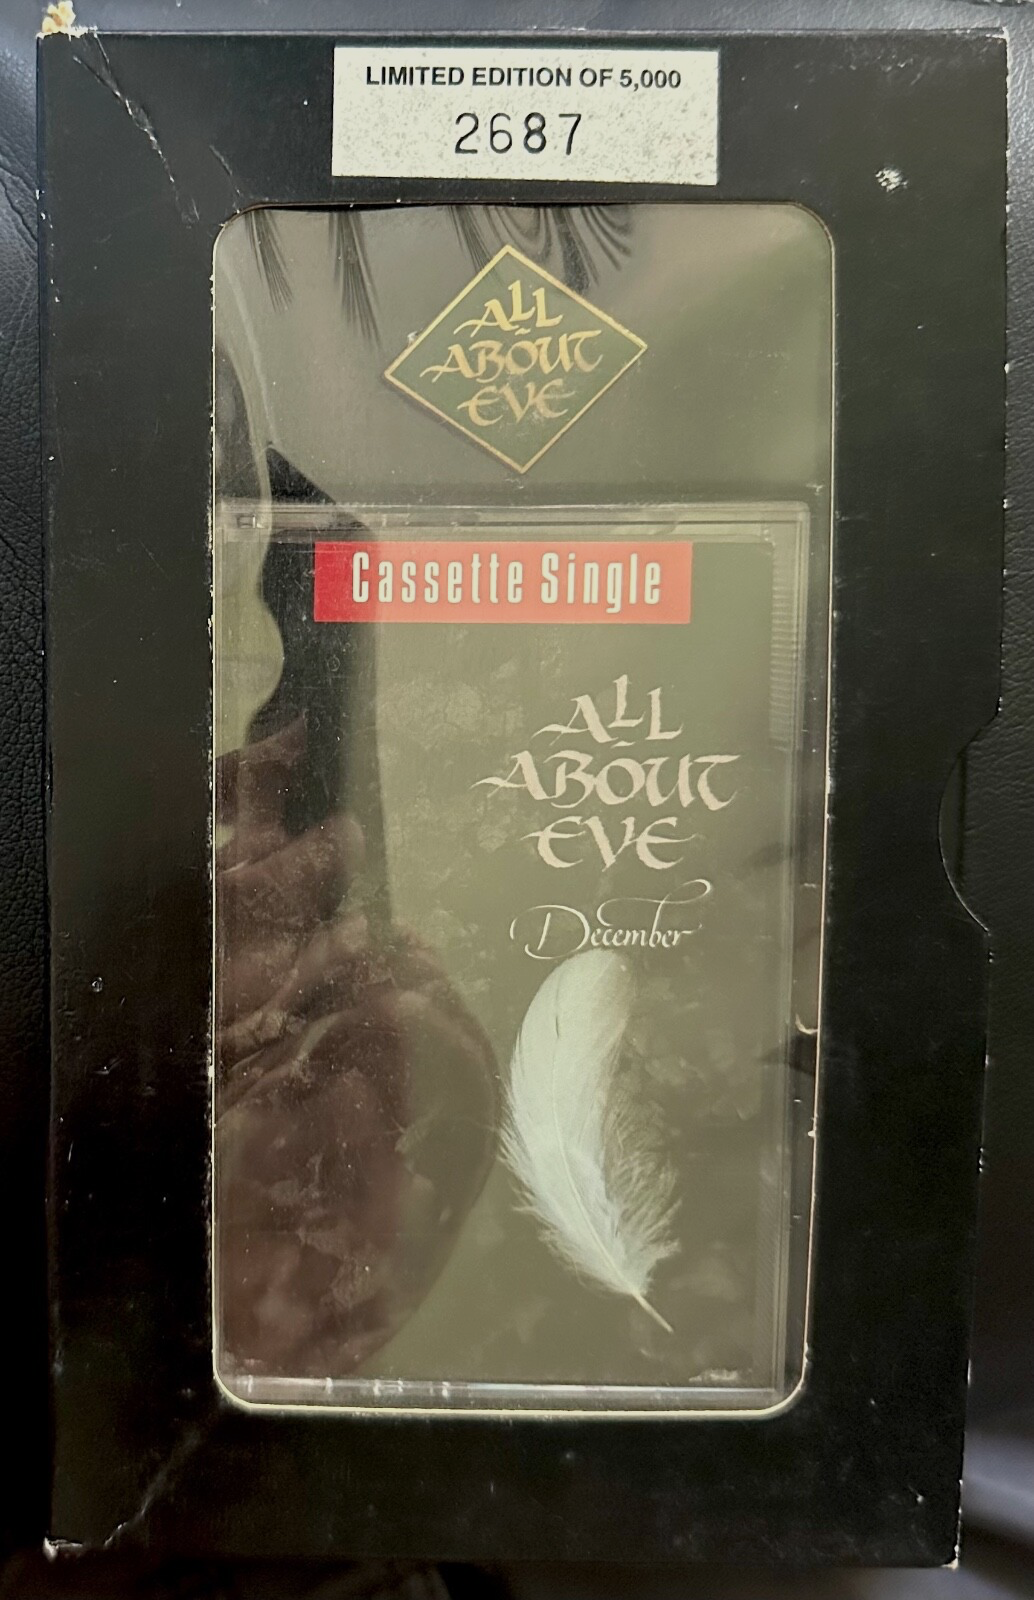 LIMITED EDITION OF 5,000
2687
ALL
ABOUT
EVE
Cassette Single
ALL
ABOUT
EVE
December